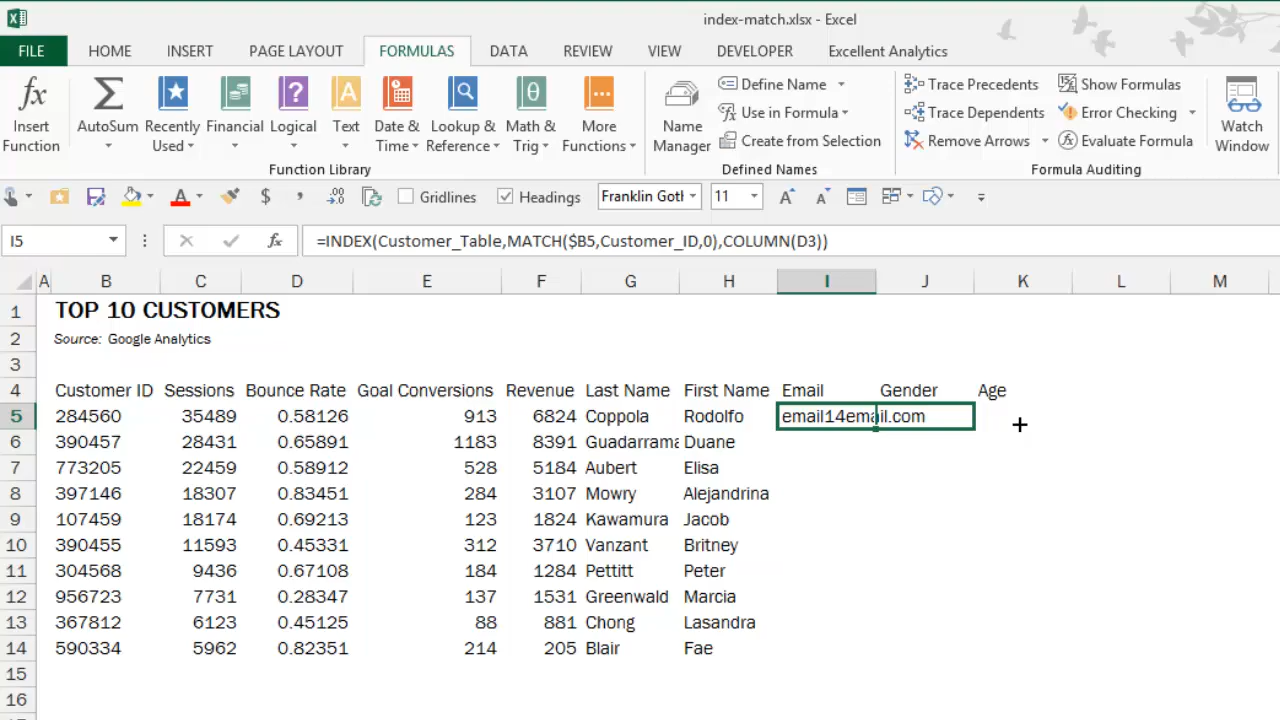 index-match.xlsx - Excel
FILE HOME INSERT PAGE LAYOUT FORMULAS DATA REVIEW VIEW DEVELOPER Excellent Analytics
Insert Function
AutoSum
Recently Used
Financial
Logical
Text
Date & Time
Lookup & Reference
Math & Trig
More Functions
Function Library
Name Manager
Define Name
Use in Formula
Create from Selection
Defined Names
Trace Precedents
Trace Dependents
Remove Arrows
Show Formulas
Error Checking
Evaluate Formula
Formula Auditing
Watch Window
Gridlines Headings Franklin Got 11
I5 fx =INDEX(Customer_Table,MATCH($B5,Customer_ID,0),COLUMN(D3))
A B C D E F G H I J K L M
1 TOP 10 CUSTOMERS
2 Source: Google Analytics
3
4 Customer ID Sessions Bounce Rate Goal Conversions Revenue Last Name First Name Email Gender Age
5 284560 35489 0.58126 913 6824 Coppola Rodolfo email14email.com
6 390457 28431 0.65891 1183 8391 Guadarrama Duane
7 773205 22459 0.58912 528 5184 Aubert Elisa
8 397146 18307 0.83451 284 3107 Mowry Alejandrina
9 107459 18174 0.69213 123 1824 Kawamura Jacob
10 390455 11593 0.45331 312 3710 Vanzant Britney
11 304568 9436 0.67108 184 1284 Pettitt Peter
12 956723 7731 0.28347 137 1531 Greenwald Marcia
13 367812 6123 0.45125 88 881 Chong Lasandra
14 590334 5962 0.82351 214 205 Blair Fae
15
16